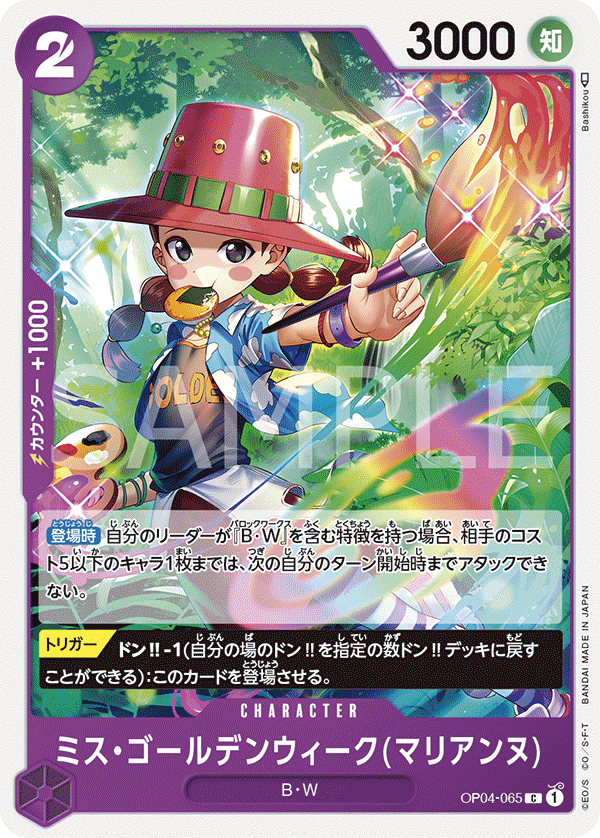 2
3000
知
Bashikou
カウンター +1000
GOLDE
SAMPLE
登場時 自分のリーダーが『B・W』を含む特徴を持つ場合、相手のコス
ト5以下のキャラ1枚までは、次の自分のターン開始時までアタックでき
ない。
トリガー ドン!!-1(自分の場のドン!!を指定の数ドン!!デッキに戻す
ことができる):このカードを登場させる。
CHARACTER
ミス・ゴールデンウィーク(マリアンヌ)
B・W
OP04-065 C 1
©EO/S ©O/S・F・T BANDAI MADE IN JAPAN